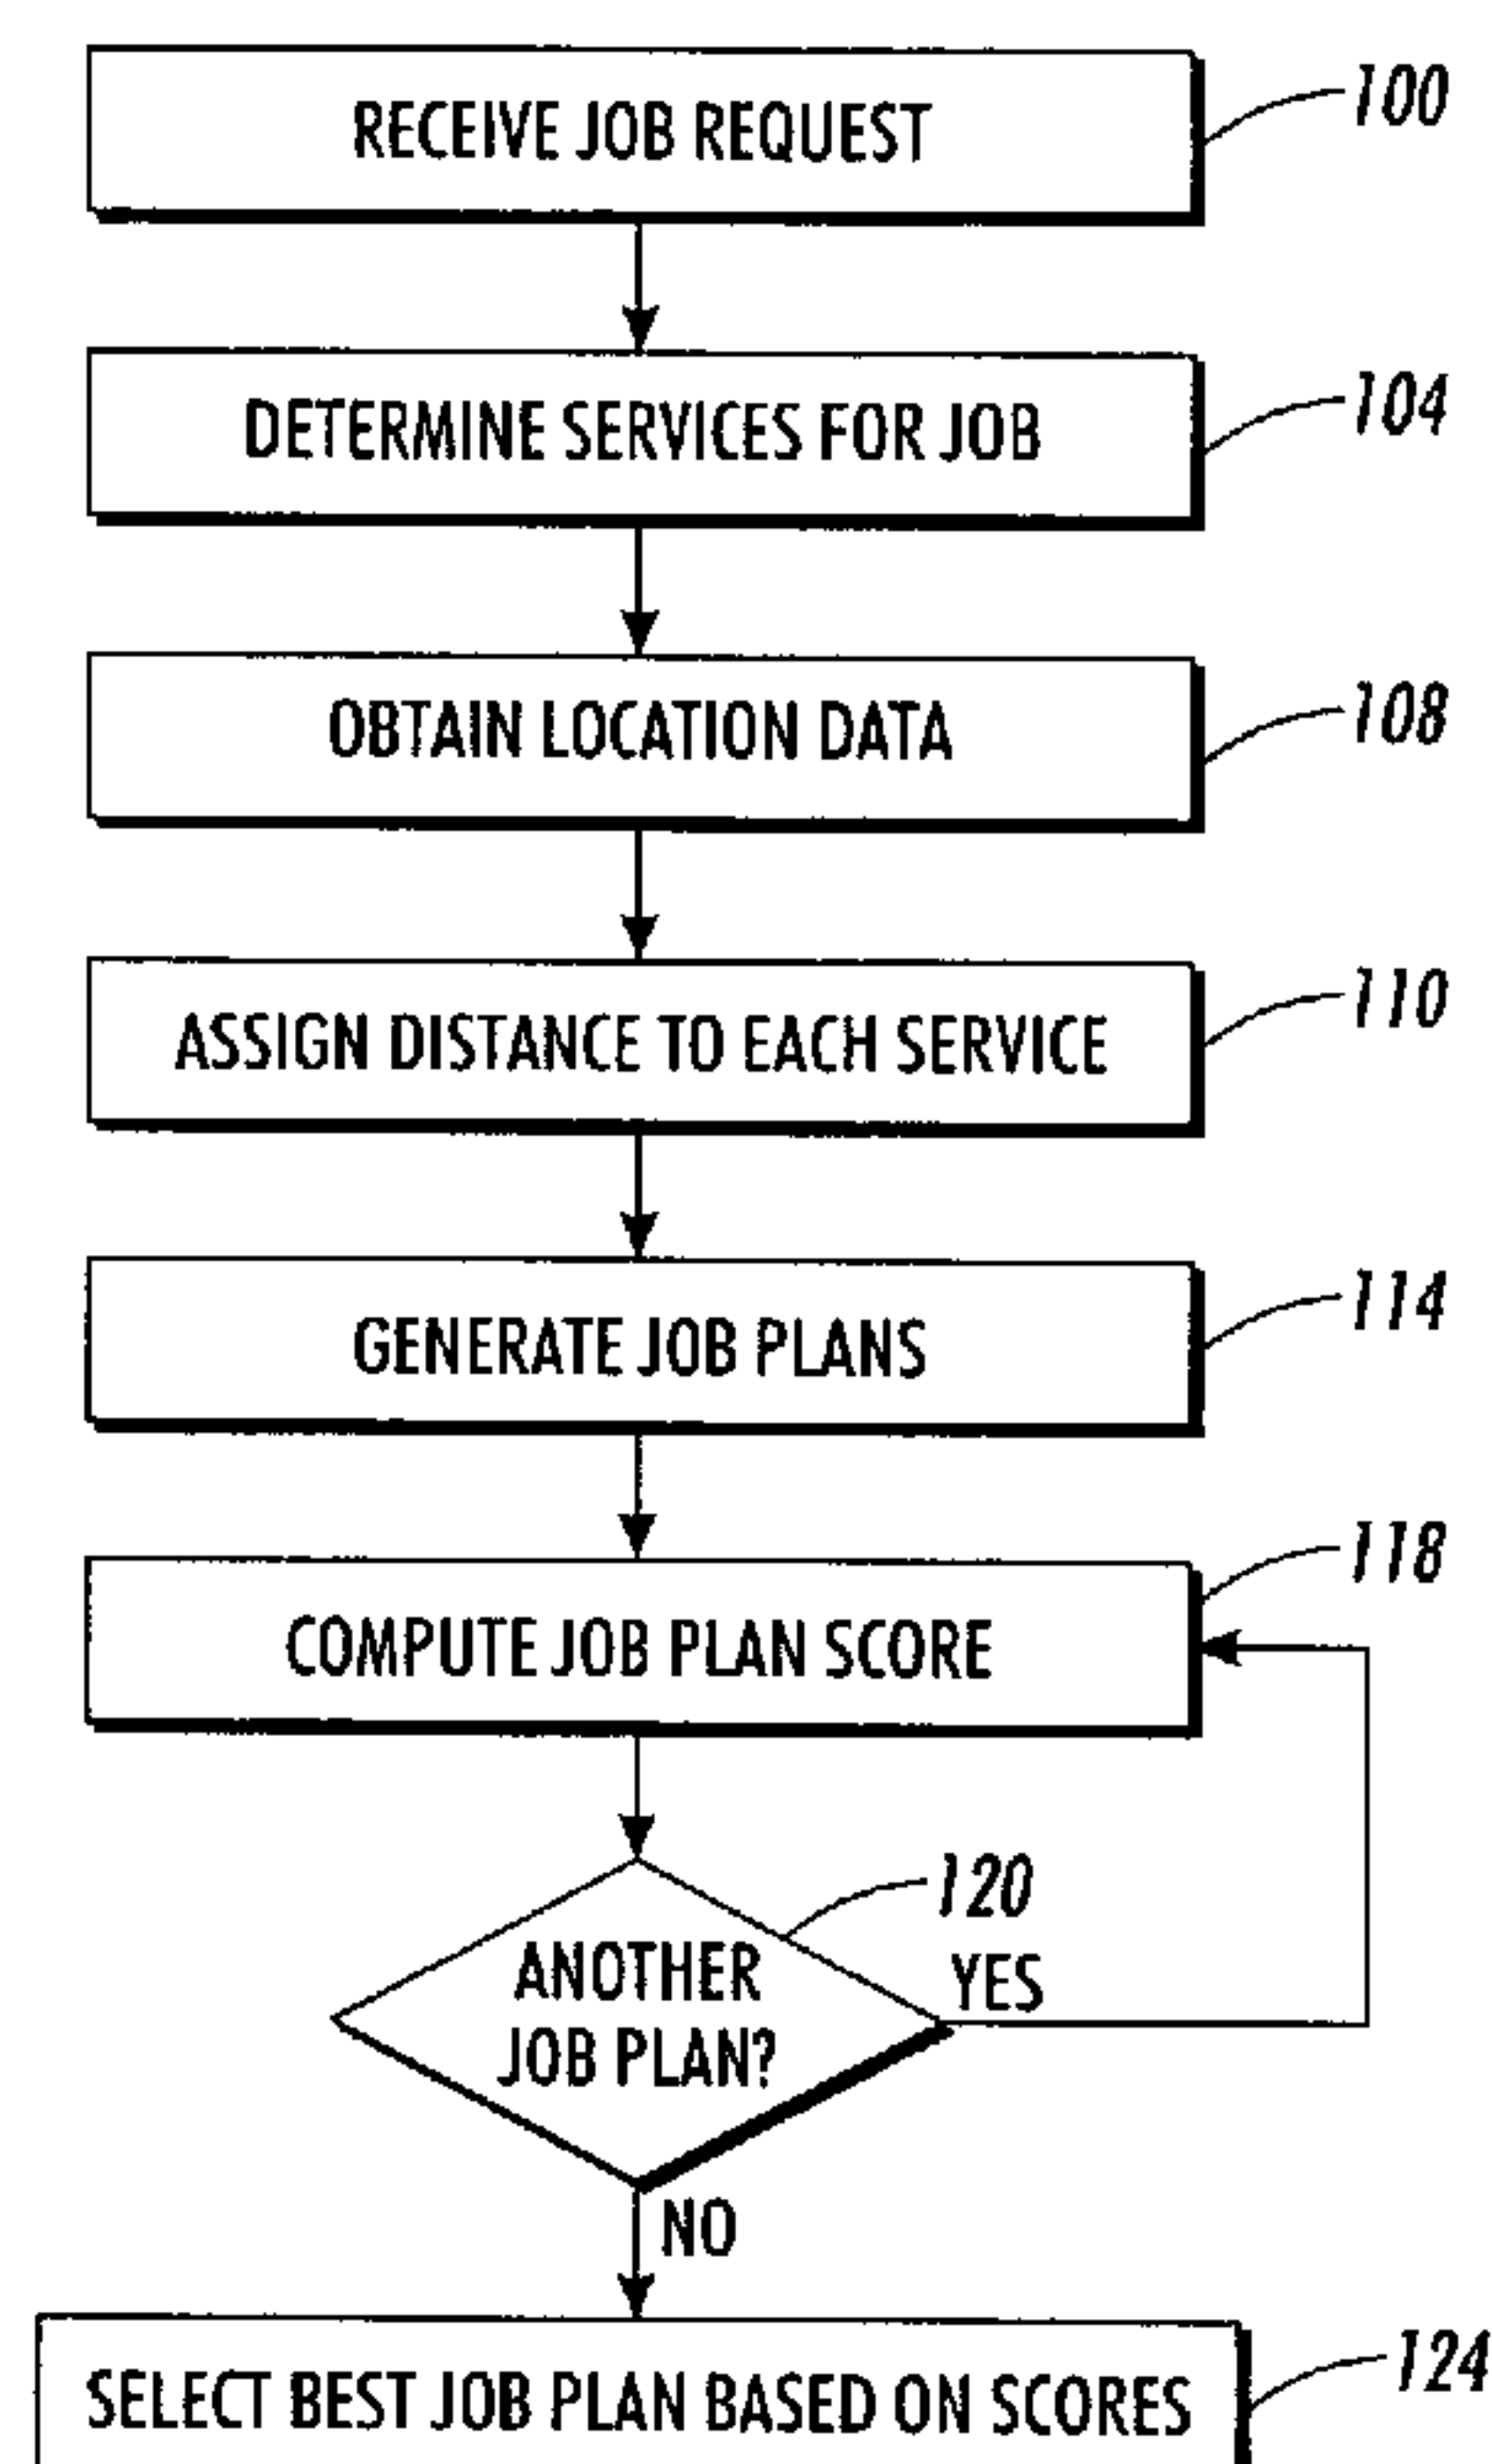 RECEIVE JOB REQUEST
100
DETERMINE SERVICES FOR JOB
104
OBTAIN LOCATION DATA
108
ASSIGN DISTANCE TO EACH SERVICE
110
GENERATE JOB PLANS
114
COMPUTE JOB PLAN SCORE
118
ANOTHER
JOB PLAN?
120
YES
NO
SELECT BEST JOB PLAN BASED ON SCORES
124